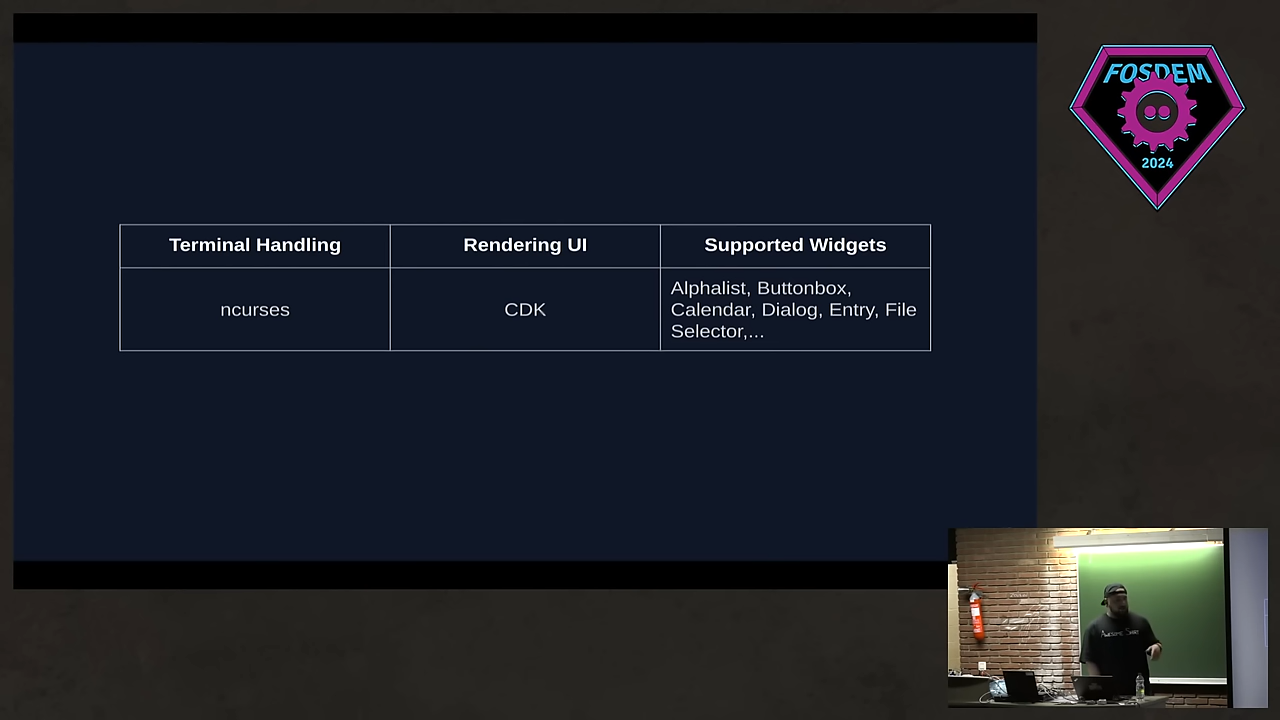 FOSDEM
2024
Terminal Handling
Rendering UI
Supported Widgets
ncurses
CDK
Alphalist, Buttonbox,
Calendar, Dialog, Entry, File
Selector,...